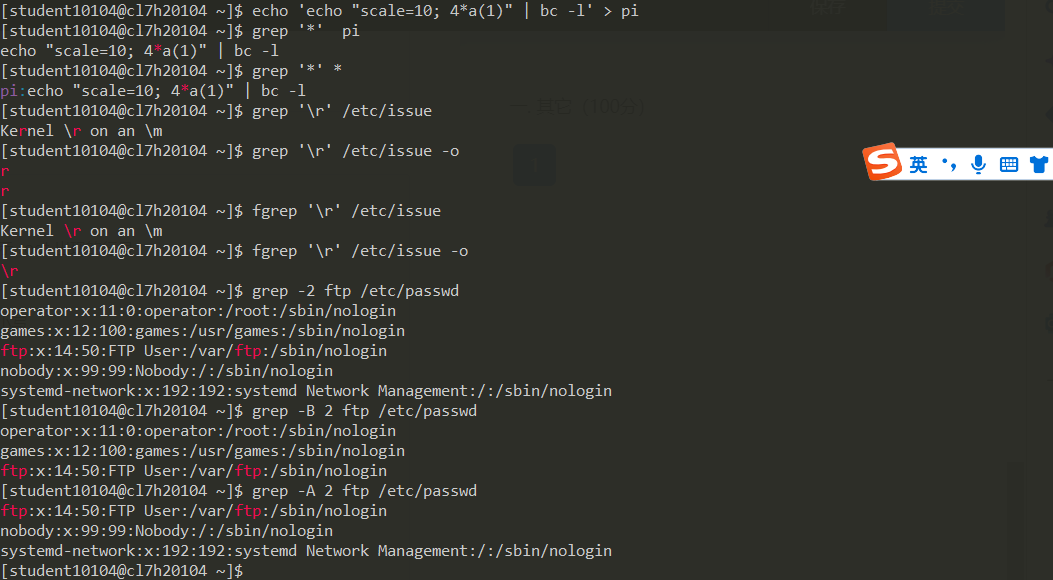 [student10104@cl7h20104 ~]$ echo 'echo "scale=10; 4*a(1)" | bc -l' > pi
[student10104@cl7h20104 ~]$ grep '*'  pi
echo "scale=10; 4*a(1)" | bc -l
[student10104@cl7h20104 ~]$ grep '*' *
pi:echo "scale=10; 4*a(1)" | bc -l
[student10104@cl7h20104 ~]$ grep '\r' /etc/issue
Kernel \r on an \m
[student10104@cl7h20104 ~]$ grep '\r' /etc/issue -o
r
r
[student10104@cl7h20104 ~]$ fgrep '\r' /etc/issue
Kernel \r on an \m
[student10104@cl7h20104 ~]$ fgrep '\r' /etc/issue -o
\r
[student10104@cl7h20104 ~]$ grep -2 ftp /etc/passwd
operator:x:11:0:operator:/root:/sbin/nologin
games:x:12:100:games:/usr/games:/sbin/nologin
ftp:x:14:50:FTP User:/var/ftp:/sbin/nologin
nobody:x:99:99:Nobody:/:/sbin/nologin
systemd-network:x:192:192:systemd Network Management:/:/sbin/nologin
[student10104@cl7h20104 ~]$ grep -B 2 ftp /etc/passwd
operator:x:11:0:operator:/root:/sbin/nologin
games:x:12:100:games:/usr/games:/sbin/nologin
ftp:x:14:50:FTP User:/var/ftp:/sbin/nologin
[student10104@cl7h20104 ~]$ grep -A 2 ftp /etc/passwd
ftp:x:14:50:FTP User:/var/ftp:/sbin/nologin
nobody:x:99:99:Nobody:/:/sbin/nologin
systemd-network:x:192:192:systemd Network Management:/:/sbin/nologin
[student10104@cl7h20104 ~]$
S 英